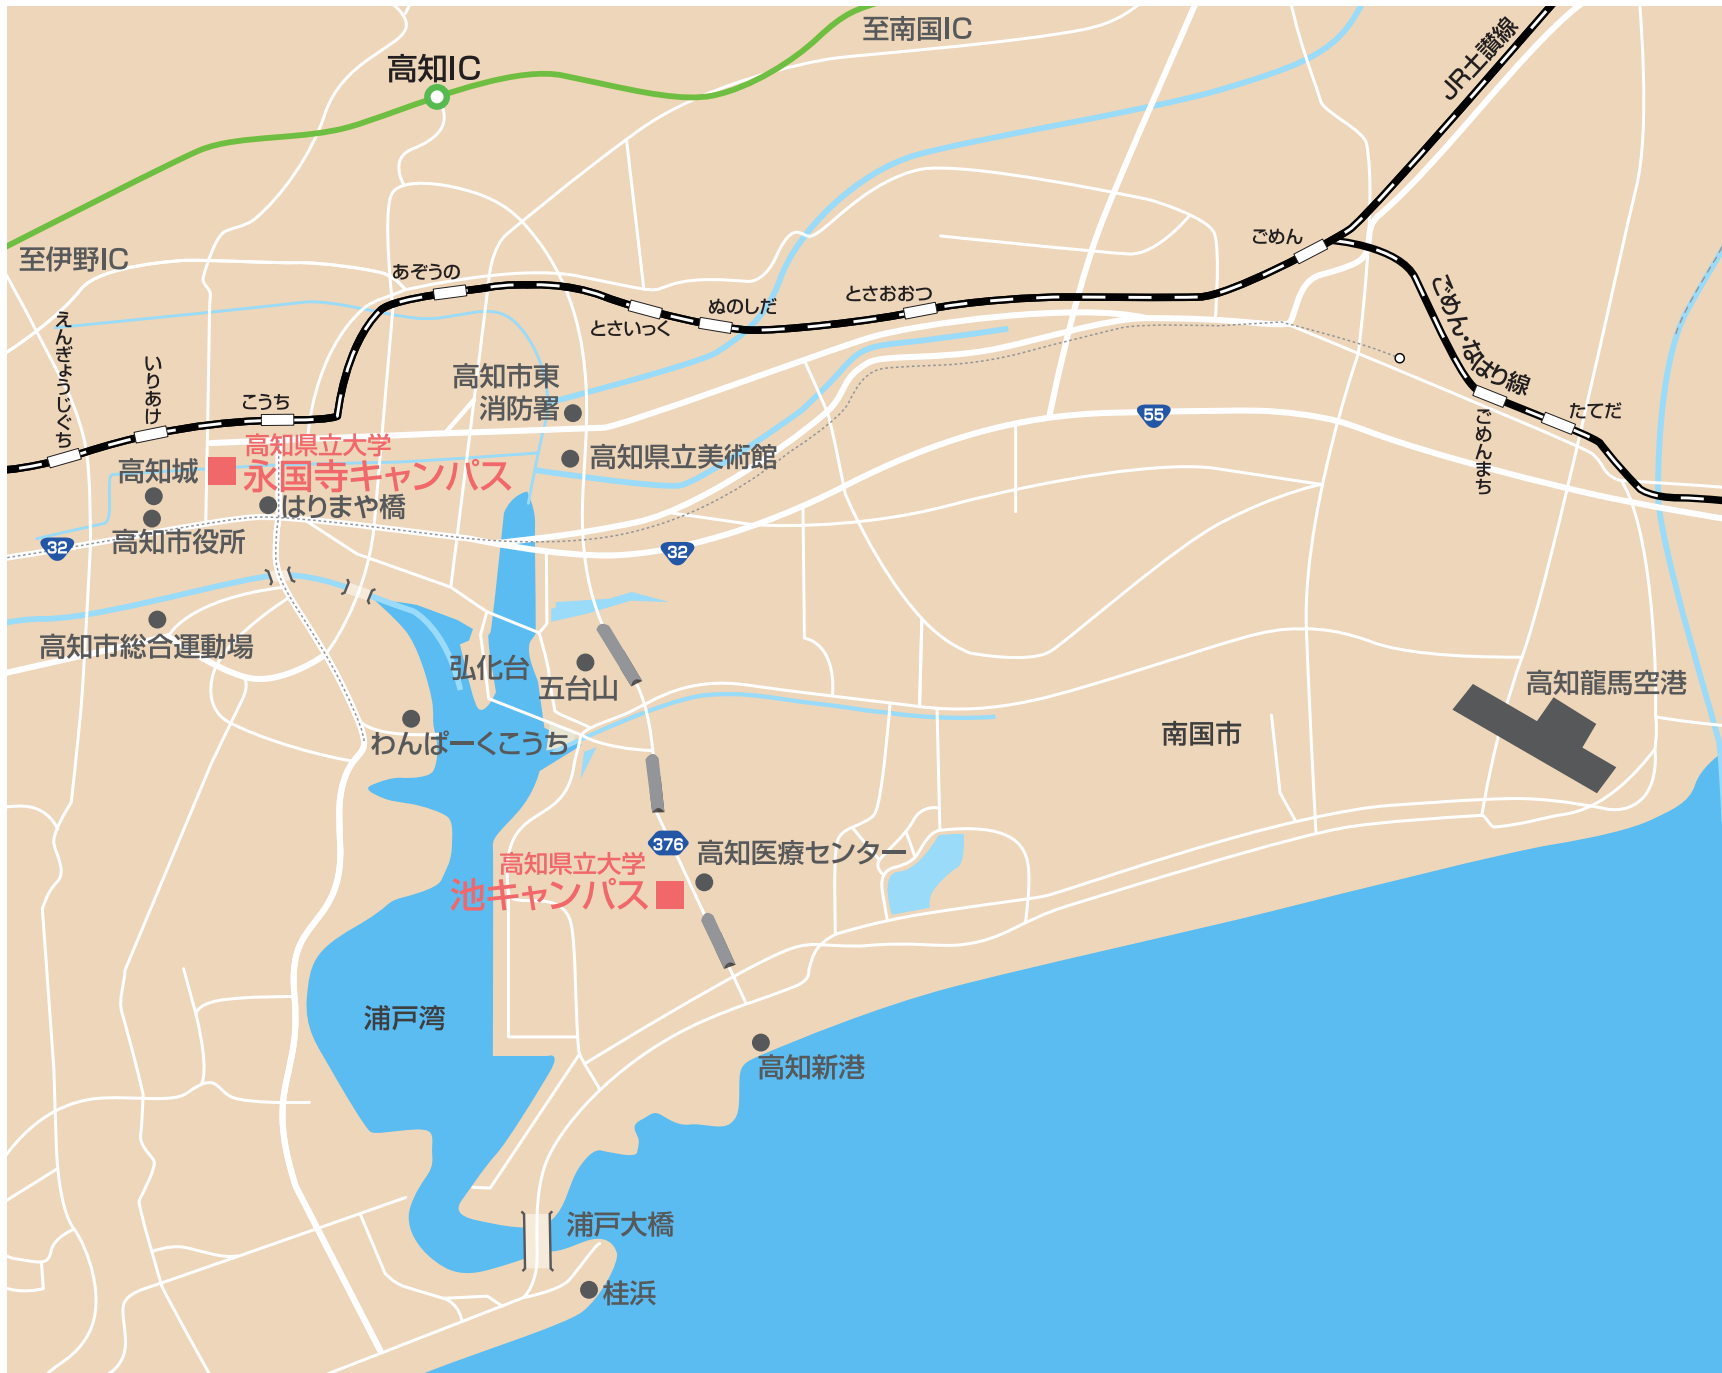 至南国IC
高知IC
JR土讃線
至伊野IC
ごめん
あぞうの
とさおおつ
ぬのしだ
とさいっく
ごめん・なはり線
えんぎょうじぐち
いりあけ
こうち
高知市東
消防署
55
たてだ
ごめんまち
高知県立大学
永国寺キャンパス
高知城
高知県立美術館
はりまや橋
32
高知市役所
32
高知市総合運動場
弘化台
五台山
高知龍馬空港
わんぱーくこうち
南国市
376
高知医療センター
高知県立大学
池キャンパス
浦戸湾
高知新港
浦戸大橋
桂浜